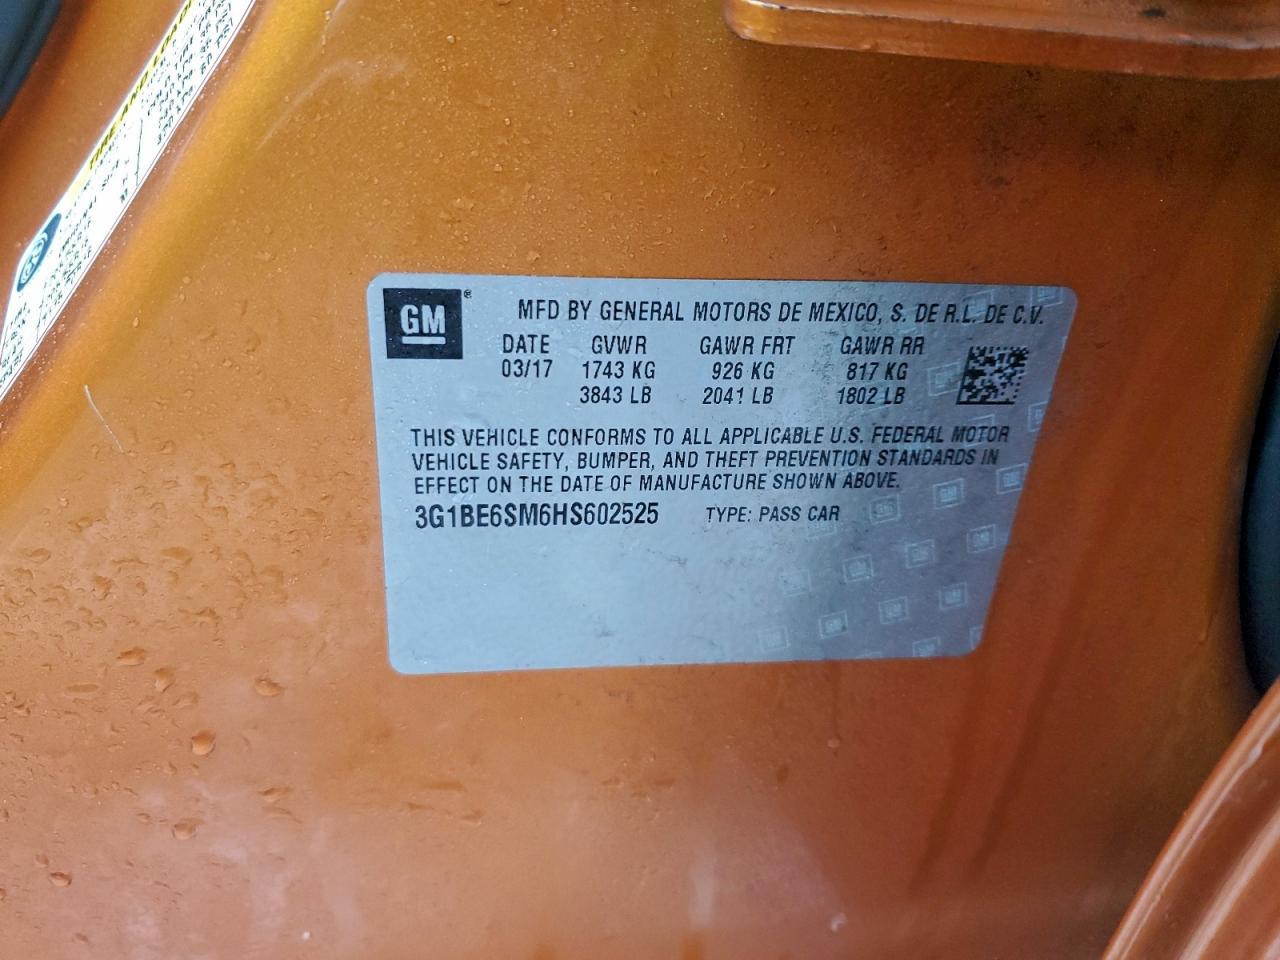 GM®
MFD BY GENERAL MOTORS DE MEXICO, S. DE R.L. DE C.V.
DATE GVWR GAWR FRT GAWR RR
03/17 1743 KG 926 KG 817 KG
3843 LB 2041 LB 1802 LB
THIS VEHICLE CONFORMS TO ALL APPLICABLE U.S. FEDERAL MOTOR
VEHICLE SAFETY, BUMPER, AND THEFT PREVENTION STANDARDS IN
EFFECT ON THE DATE OF MANUFACTURE SHOWN ABOVE.
3G1BE6SM6HS602525 TYPE: PASS CAR
TIRE AND